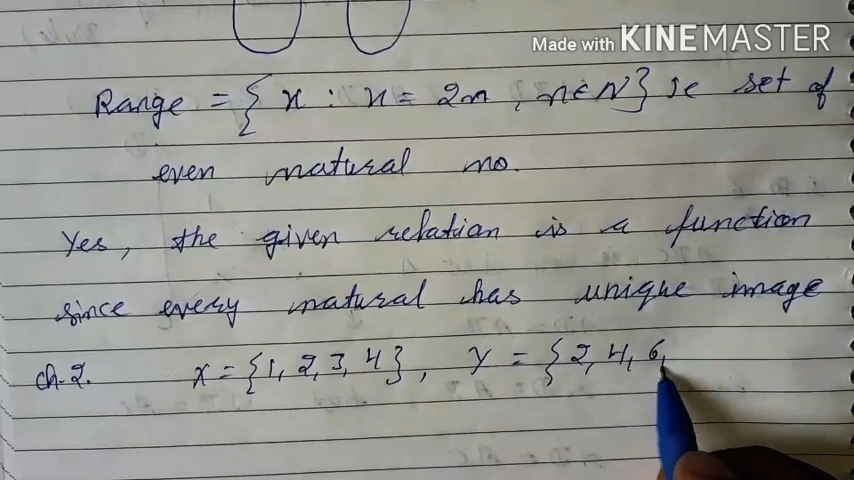 Made with KINEMASTER
Range = { x : x = 2n , n ∈ N } ie set of
even natural no.
Yes, the given relation is a function
since every natural has unique image
ch. 2. x = {1, 2, 3, 4} , y = {2, 4, 6,